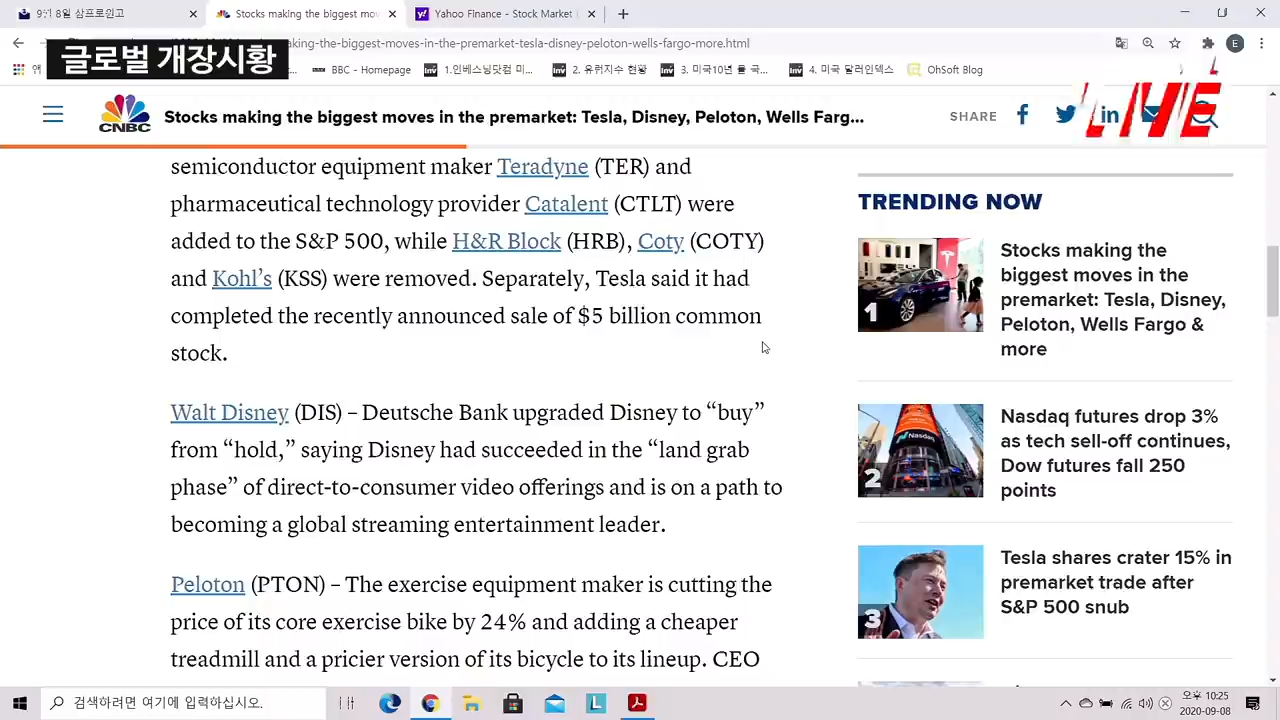 9월 8일 삼프로원고
Stocks making the biggest mov
Yahoo Finance - Stock Market
글로벌 개장시황
aking-the-biggest-moves-in-the-premarket-tesla-disney-peloton-wells-fargo-more.html
E
BBC - Homepage
1.인베스팅닷컴 미...
2. 유럽지수 현황
3. 미국10년 물 국...
4. 미국 달러인덱스
OhSoft Blog
LIVE
CNBC
Stocks making the biggest moves in the premarket: Tesla, Disney, Peloton, Wells Farg...
SHARE
semiconductor equipment maker Teradyne (TER) and
pharmaceutical technology provider Catalent (CTLT) were
added to the S&P 500, while H&R Block (HRB), Coty (COTY)
and Kohl’s (KSS) were removed. Separately, Tesla said it had
completed the recently announced sale of $5 billion common
stock.
Walt Disney (DIS) – Deutsche Bank upgraded Disney to “buy”
from “hold,” saying Disney had succeeded in the “land grab
phase” of direct-to-consumer video offerings and is on a path to
becoming a global streaming entertainment leader.
Peloton (PTON) – The exercise equipment maker is cutting the
price of its core exercise bike by 24% and adding a cheaper
treadmill and a pricier version of its bicycle to its lineup. CEO
TRENDING NOW
1
Stocks making the
biggest moves in the
premarket: Tesla, Disney,
Peloton, Wells Fargo &
more
2
Nasdaq
Nasdaq futures drop 3%
as tech sell-off continues,
Dow futures fall 250
points
3
Tesla shares crater 15% in
premarket trade after
S&P 500 snub
검색하려면 여기에 입력하십시오.
오후 10:25
2020-09-08